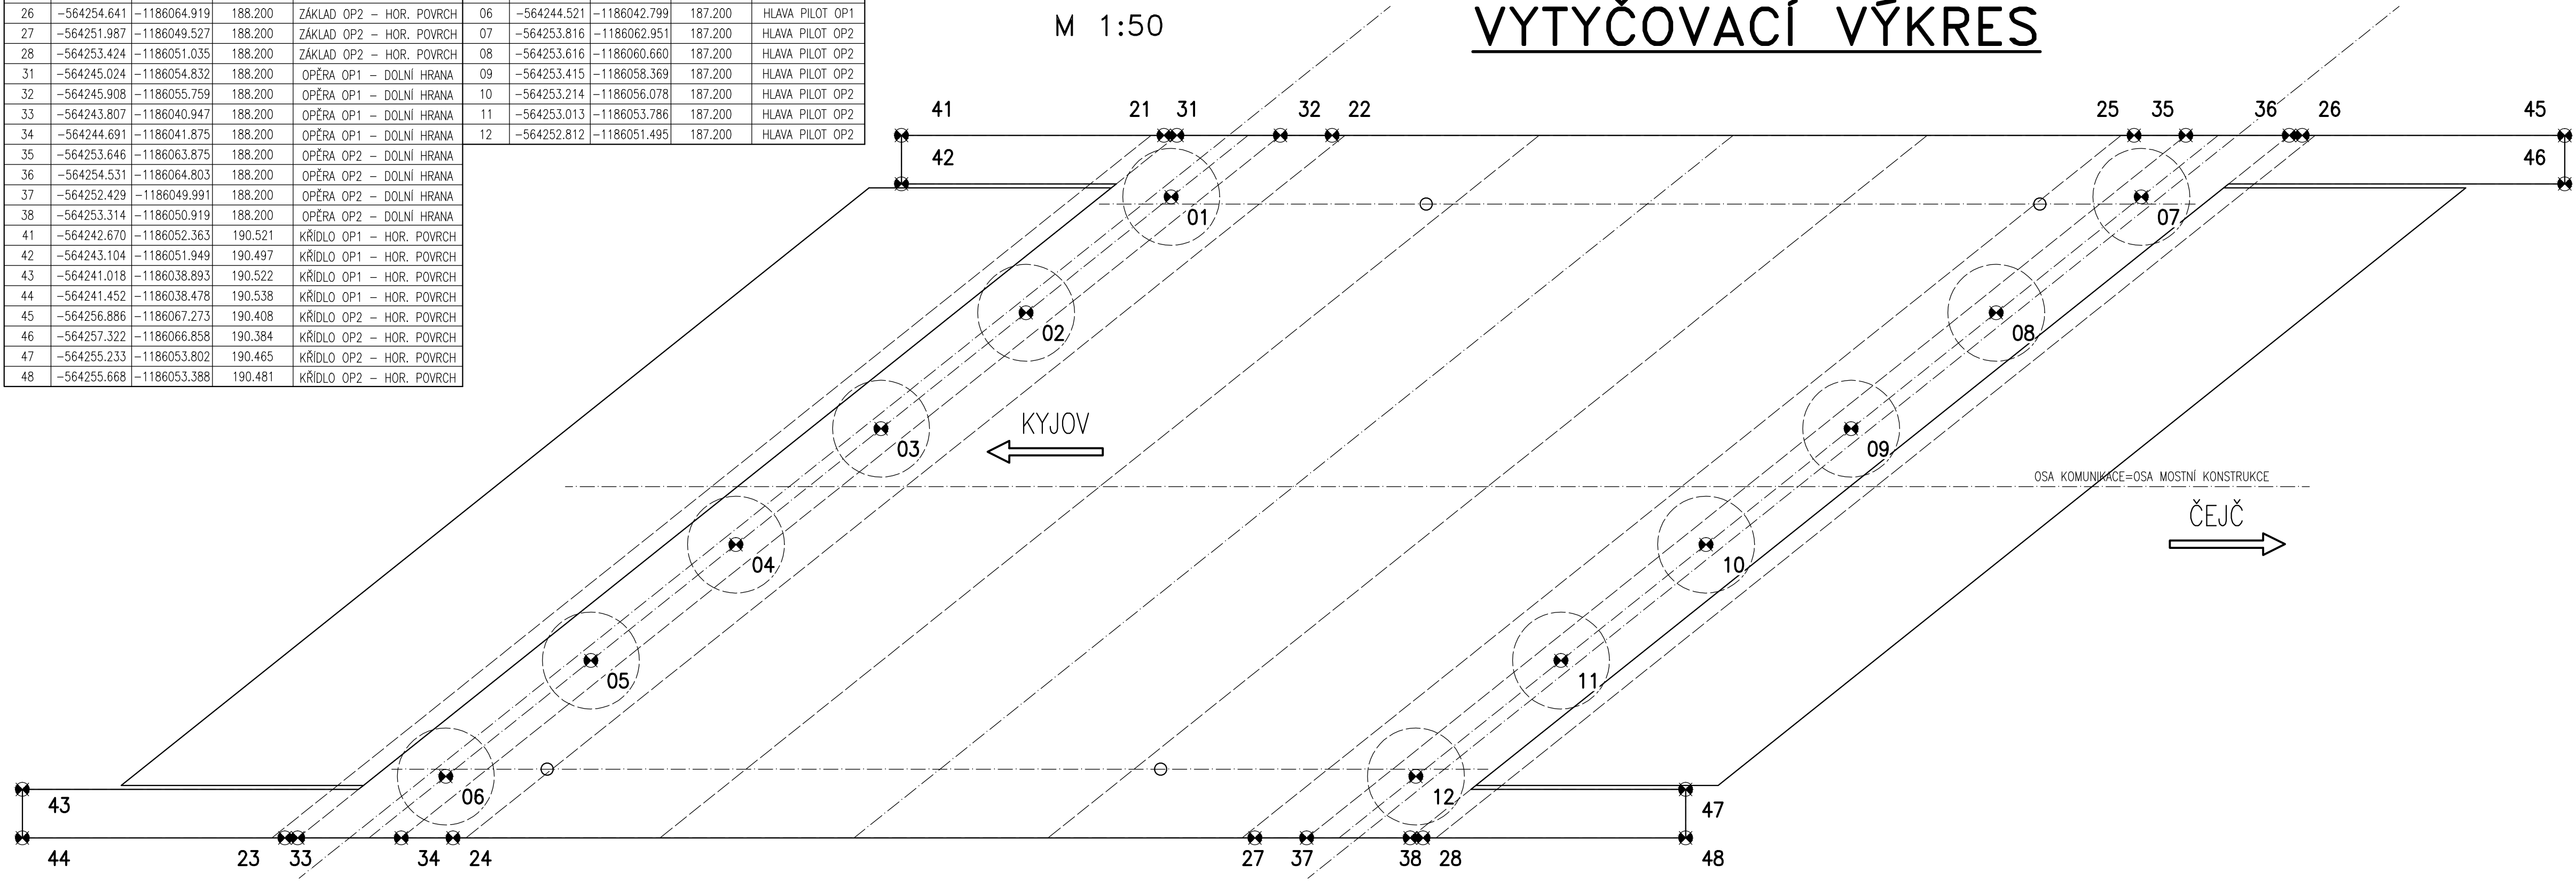 26 -564254.641 -1186064.919 188.200 ZÁKLAD OP2 - HOR. POVRCH
27 -564251.987 -1186049.527 188.200 ZÁKLAD OP2 - HOR. POVRCH
28 -564253.424 -1186051.035 188.200 ZÁKLAD OP2 - HOR. POVRCH
31 -564245.024 -1186054.832 188.200 OPĚRA OP1 - DOLNÍ HRANA
32 -564245.908 -1186055.759 188.200 OPĚRA OP1 - DOLNÍ HRANA
33 -564243.807 -1186040.947 188.200 OPĚRA OP1 - DOLNÍ HRANA
34 -564244.691 -1186041.875 188.200 OPĚRA OP1 - DOLNÍ HRANA
35 -564253.646 -1186063.875 188.200 OPĚRA OP2 - DOLNÍ HRANA
36 -564254.531 -1186064.803 188.200 OPĚRA OP2 - DOLNÍ HRANA
37 -564252.429 -1186049.991 188.200 OPĚRA OP2 - DOLNÍ HRANA
38 -564253.314 -1186050.919 188.200 OPĚRA OP2 - DOLNÍ HRANA
41 -564242.670 -1186052.363 190.521 KŘÍDLO OP1 - HOR. POVRCH
42 -564243.104 -1186051.949 190.497 KŘÍDLO OP1 - HOR. POVRCH
43 -564241.018 -1186038.893 190.522 KŘÍDLO OP1 - HOR. POVRCH
44 -564241.452 -1186038.478 190.538 KŘÍDLO OP1 - HOR. POVRCH
45 -564256.886 -1186067.273 190.408 KŘÍDLO OP2 - HOR. POVRCH
46 -564257.322 -1186066.858 190.384 KŘÍDLO OP2 - HOR. POVRCH
47 -564255.233 -1186053.802 190.465 KŘÍDLO OP2 - HOR. POVRCH
48 -564255.668 -1186053.388 190.481 KŘÍDLO OP2 - HOR. POVRCH
06 -564244.521 -1186042.799 187.200 HLAVA PILOT OP1
07 -564253.816 -1186062.951 187.200 HLAVA PILOT OP2
08 -564253.616 -1186060.660 187.200 HLAVA PILOT OP2
09 -564253.415 -1186058.369 187.200 HLAVA PILOT OP2
10 -564253.214 -1186056.078 187.200 HLAVA PILOT OP2
11 -564253.013 -1186053.786 187.200 HLAVA PILOT OP2
12 -564252.812 -1186051.495 187.200 HLAVA PILOT OP2
M 1:50
VYTYČOVACÍ VÝKRES
41 21 31 32 22 25 35 36 26 45
42 46
01 07
02 08
03 09
KYJOV
OSA KOMUNIKACE=OSA MOSTNÍ KONSTRUKCE
ČEJČ
04 10
05 11
06 12
43 47
44 23 33 34 24 27 37 38 28 48